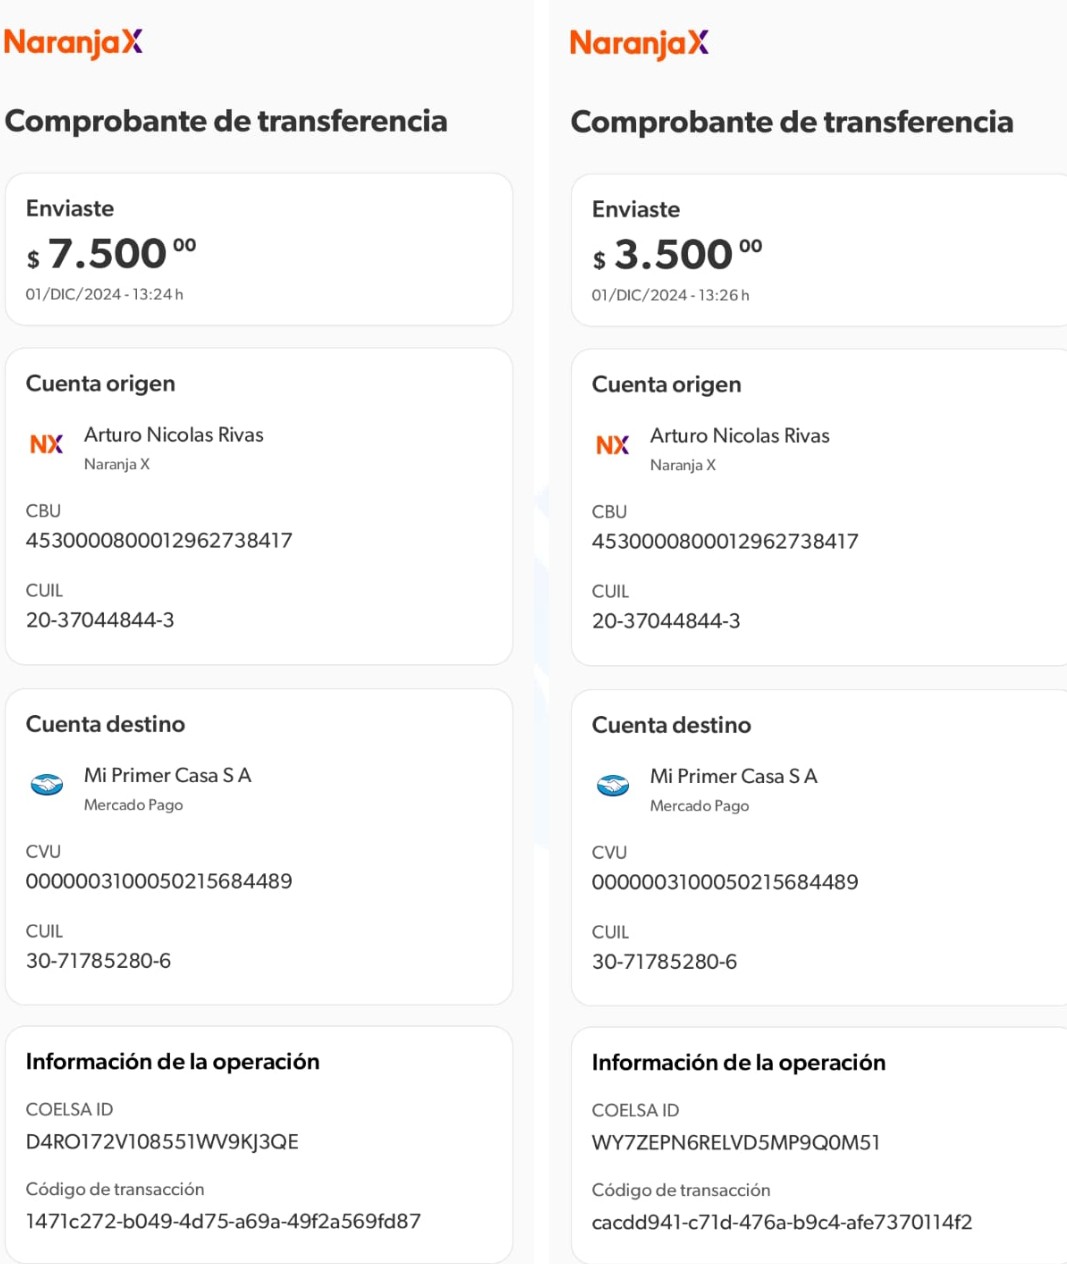 NaranjaX
Comprobante de transferencia
Enviaste
$ 7.500 00
01/DIC/2024 - 13:24 h
Cuenta origen
NX
Arturo Nicolas Rivas
Naranja X
CBU
4530000800012962738417
CUIL
20-37044844-3
Cuenta destino
Mi Primer Casa S A
Mercado Pago
CVU
0000003100050215684489
CUIL
30-71785280-6
Información de la operación
COELSA ID
D4RO172V108551WV9KJ3QE
Código de transacción
1471c272-b049-4d75-a69a-49f2a569fd87
NaranjaX
Comprobante de transferencia
Enviaste
$ 3.500 00
01/DIC/2024 - 13:26 h
Cuenta origen
NX
Arturo Nicolas Rivas
Naranja X
CBU
4530000800012962738417
CUIL
20-37044844-3
Cuenta destino
Mi Primer Casa S A
Mercado Pago
CVU
0000003100050215684489
CUIL
30-71785280-6
Información de la operación
COELSA ID
WY7ZEPN6RELVD5MP9Q0M51
Código de transacción
cacdd941-c71d-476a-b9c4-afe7370114f2